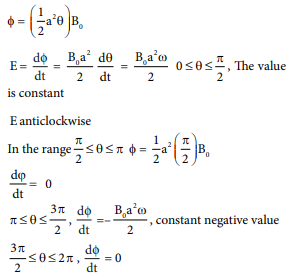 ϕ = (1/2 a²θ) B₀
E = dϕ/dt = B₀a²/2 dθ/dt = B₀a²ω/2 0 ≤ θ ≤ π/2, The value
is constant
E anticlockwise
In the range π/2 ≤ θ ≤ π ϕ = 1/2 a² (π/2) B₀
dφ/dt = 0
π ≤ θ ≤ 3π/2, dϕ/dt = − B₀a²ω/2, constant negative value
3π/2 ≤ θ ≤ 2π, dϕ/dt = 0